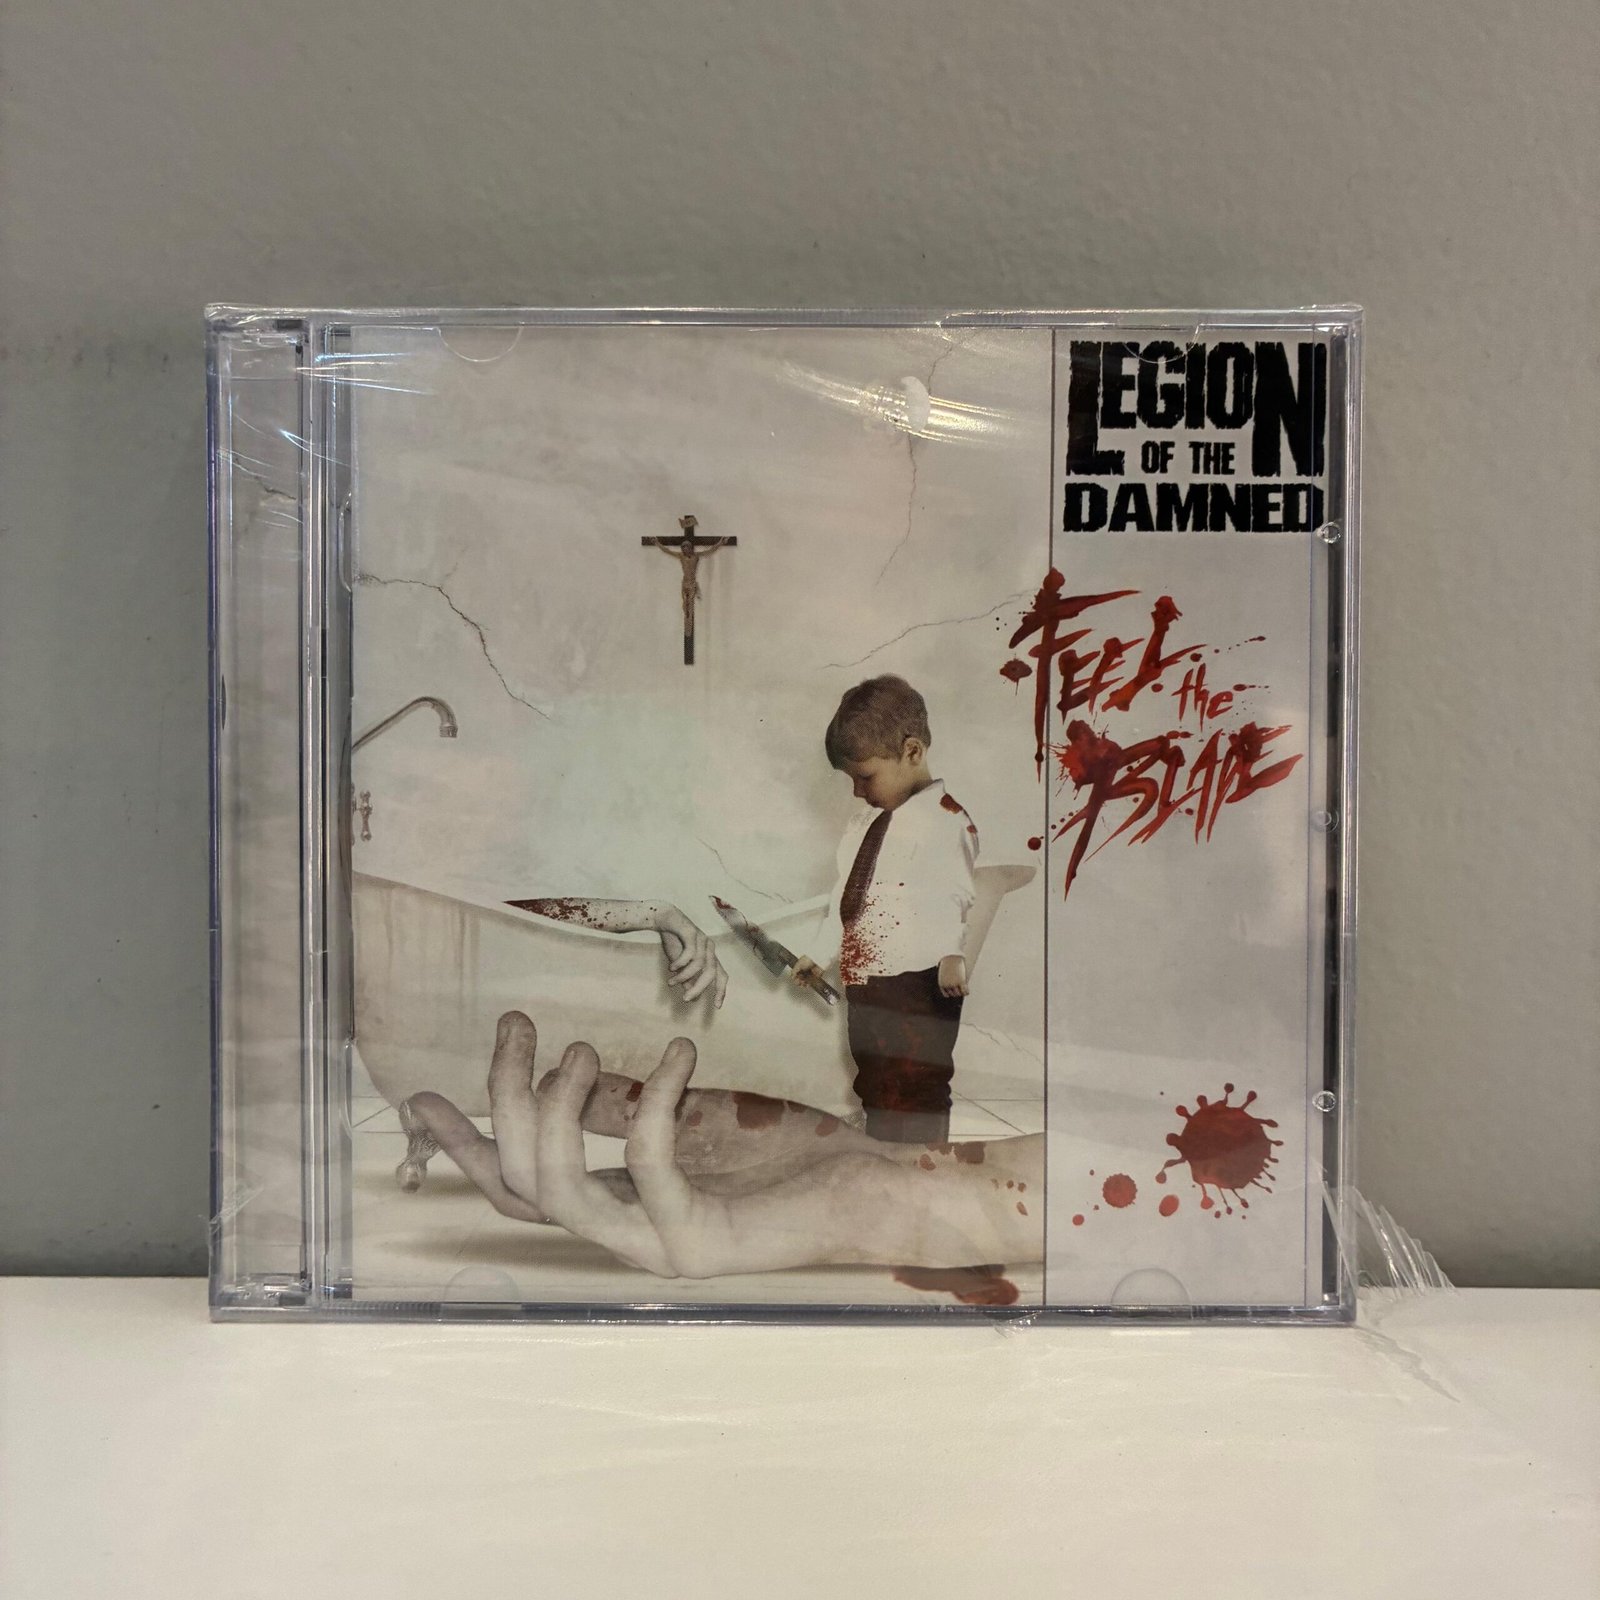 LEGION
OF THE
DAMNED
FEEL
the
BLADE